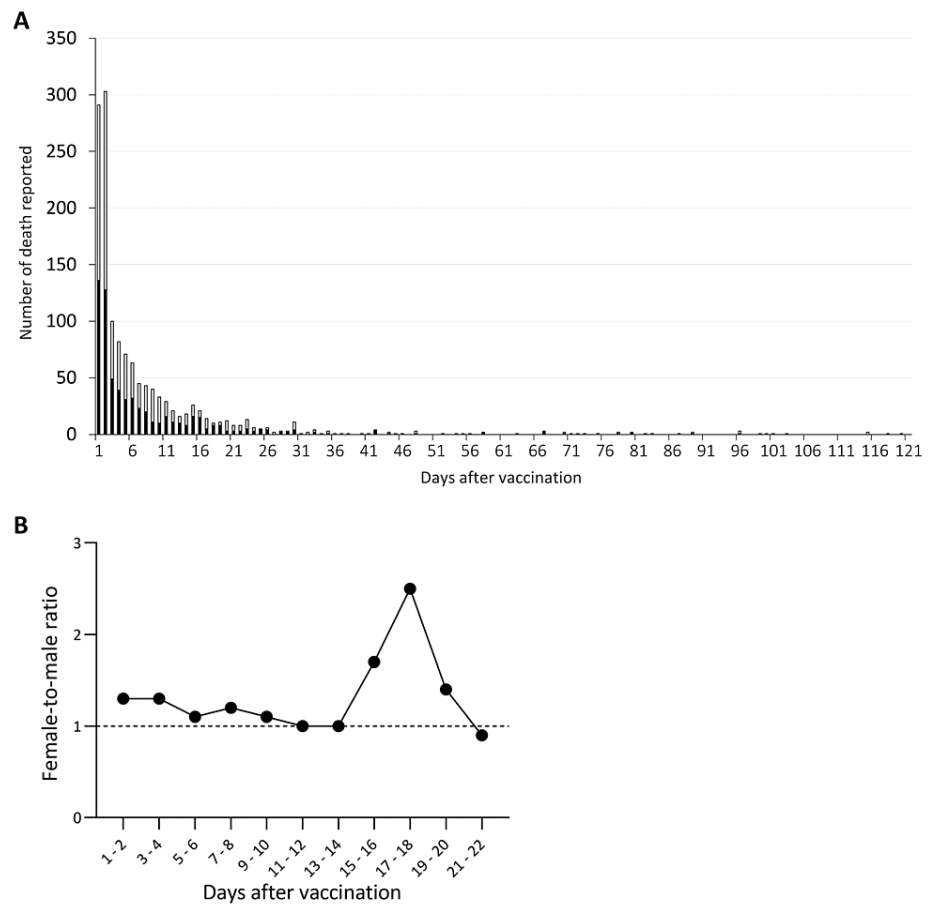 A
350
300
250
200
150
100
50
0
Number of death reported
1 6 11 16 21 26 31 36 41 46 51 56 61 66 71 76 81 86 91 96 101 106 111 116 121
Days after vaccination
B
3
2
1
0
Female-to-male ratio
1 - 2 3 - 4 5 - 6 7 - 8 9 - 10 11 - 12 13 - 14 15 - 16 17 - 18 19 - 20 21 - 22
Days after vaccination